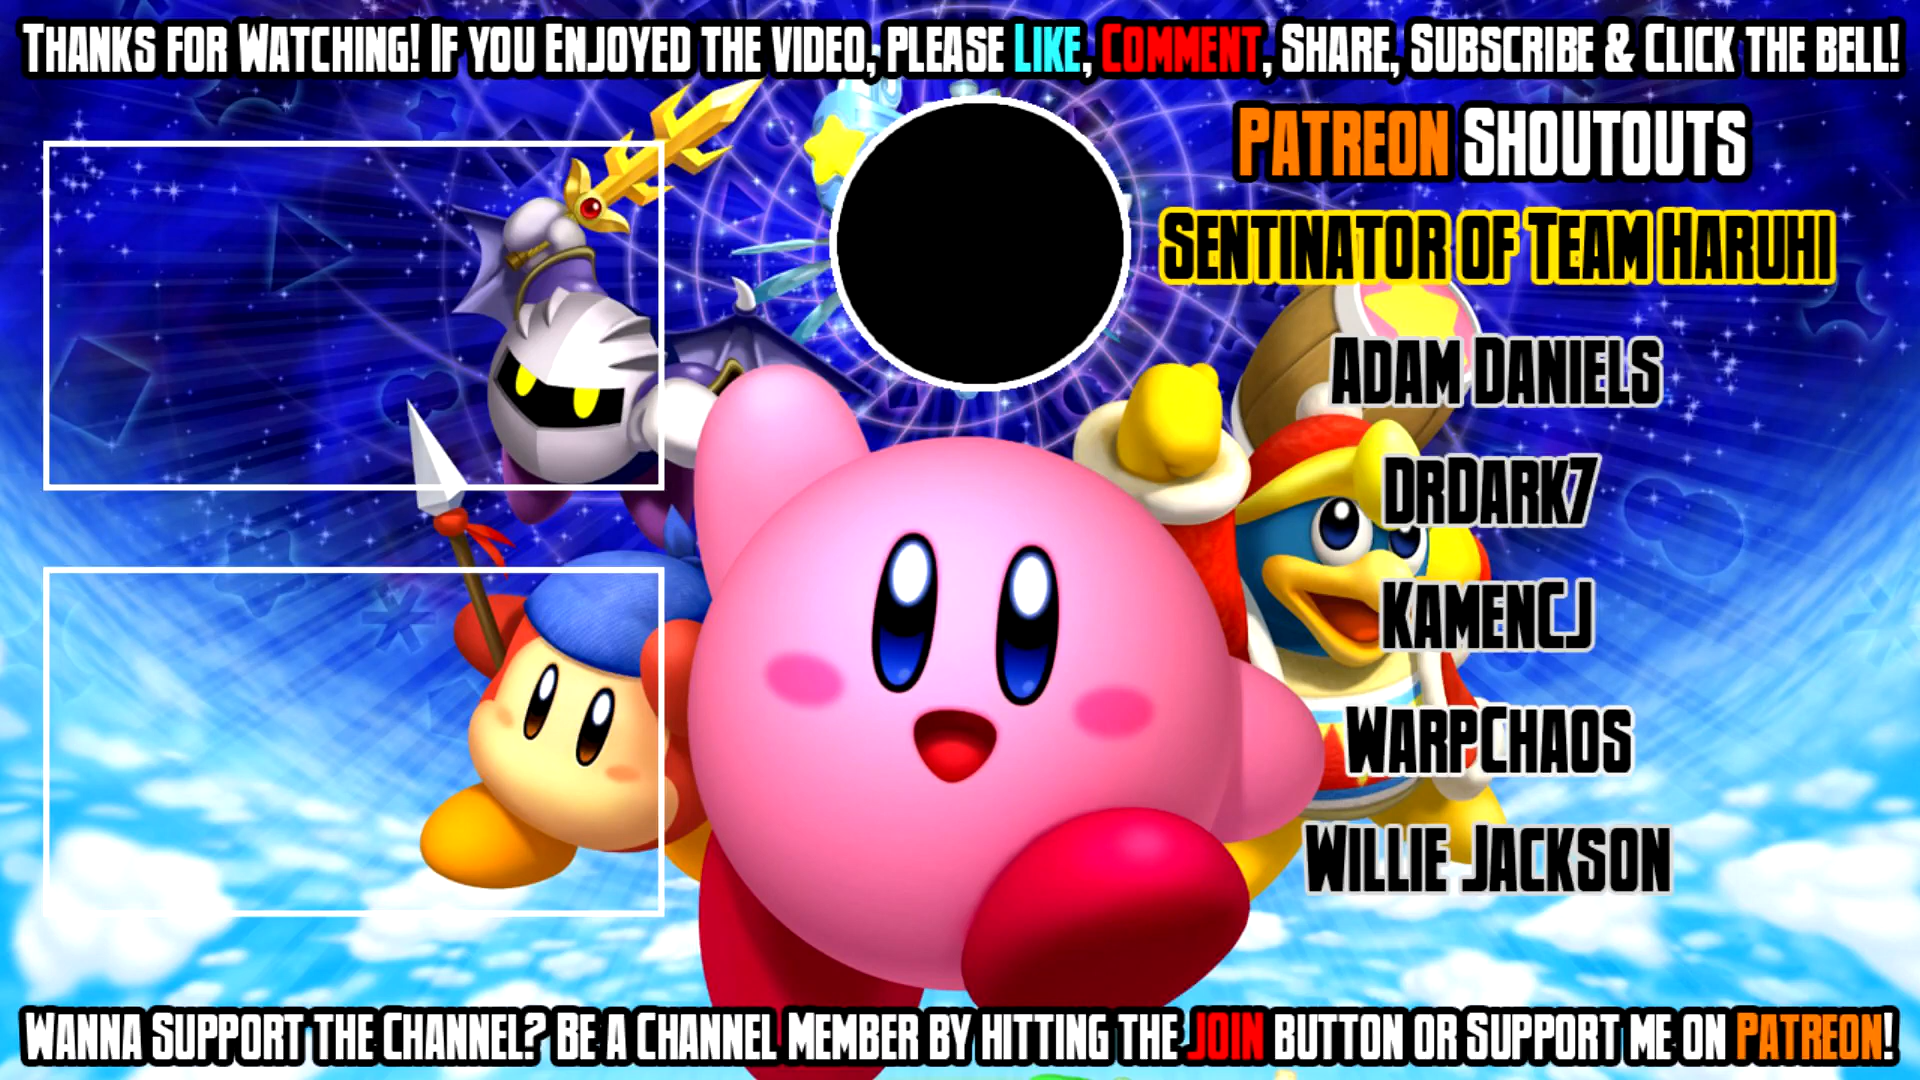 Thanks for Watching! If you Enjoyed the video, please Like, Comment, Share, Subscribe & Click the bell!
Patreon Shoutouts
Sentinator of Team Haruhi
Adam Daniels
DrDark7
KamenCJ
WarpChaos
Willie Jackson
Wanna Support the Channel? Be a Channel Member by hitting the Join button or Support me on Patreon!